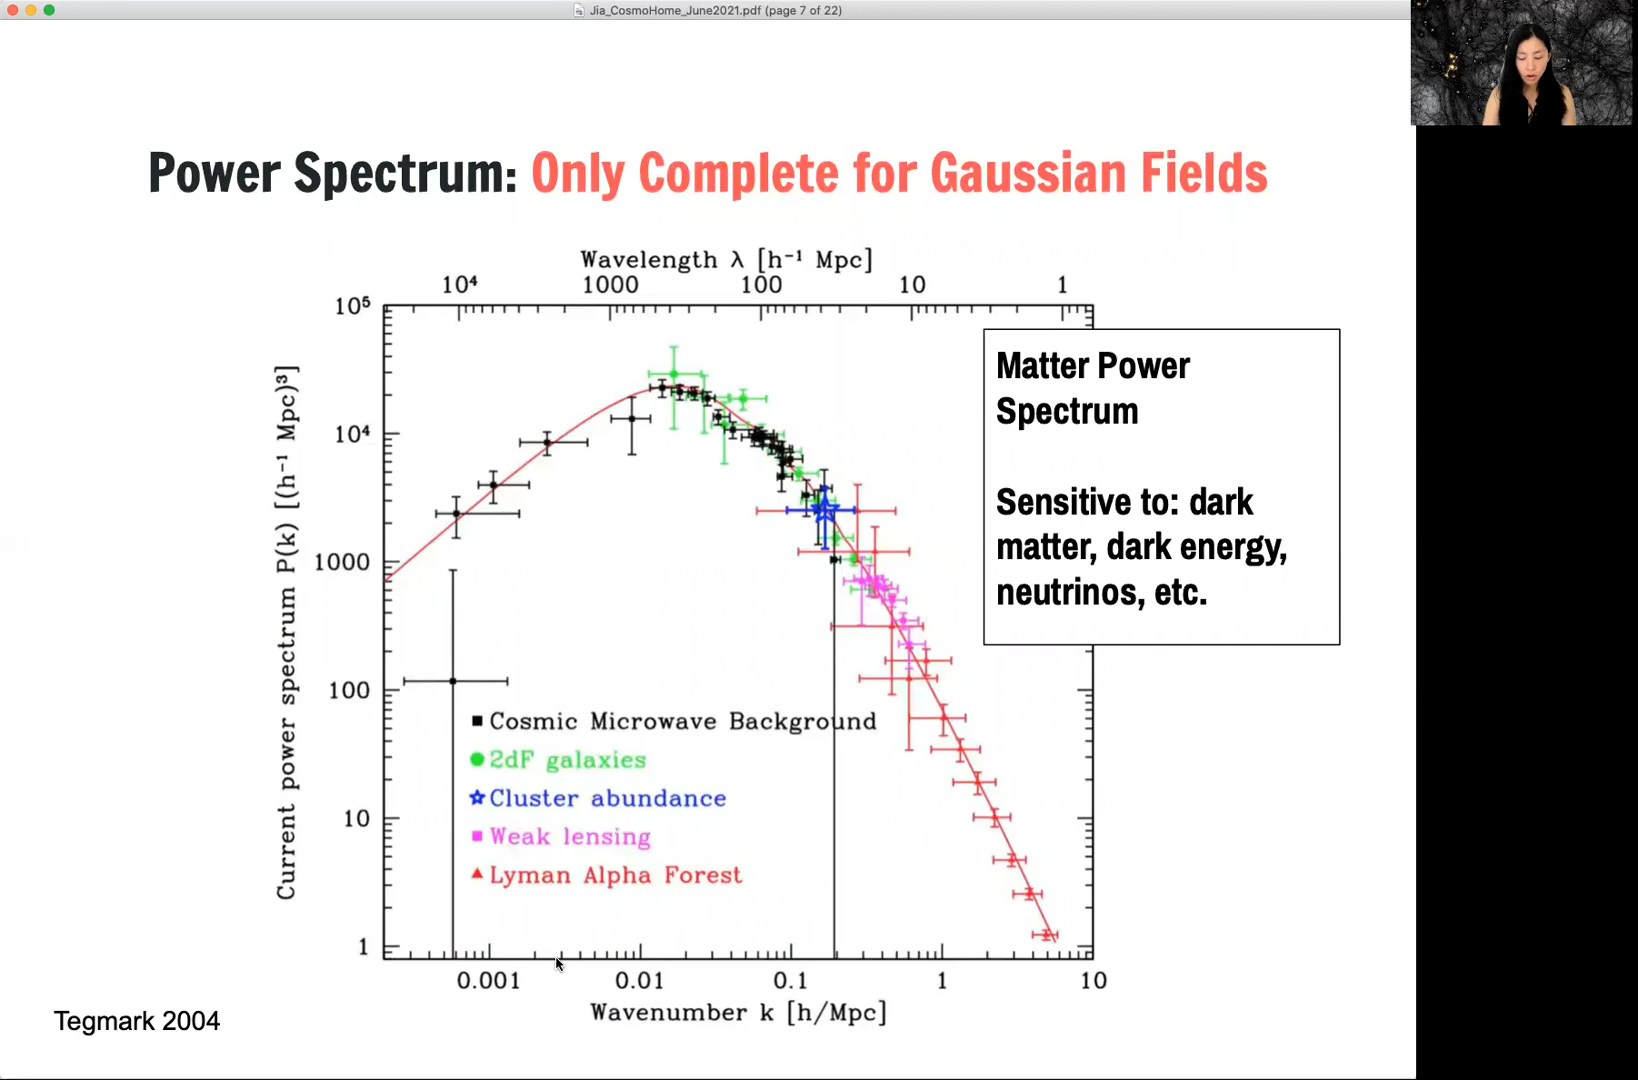 Jia_CosmoHome_June2021.pdf (page 7 of 22)
Power Spectrum: Only Complete for Gaussian Fields
Wavelength λ [h⁻¹ Mpc]
10⁴ 1000 100 10 1
Current power spectrum P(k) [(h⁻¹ Mpc)³]
10⁵
10⁴
1000
100
10
1
Matter Power
Spectrum
Sensitive to: dark
matter, dark energy,
neutrinos, etc.
Cosmic Microwave Background
2dF galaxies
Cluster abundance
Weak lensing
Lyman Alpha Forest
0.001 0.01 0.1 1 10
Wavenumber k [h/Mpc]
Tegmark 2004